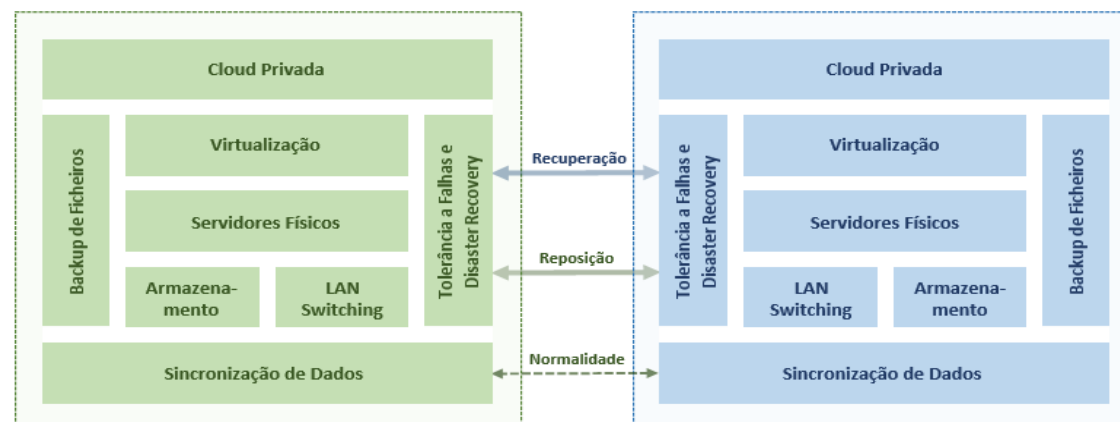 Cloud Privada
Backup de Ficheiros
Virtualização
Servidores Físicos
Armazena-
mento
LAN
Switching
Tolerância a Falhas e
Disaster Recovery
Sincronização de Dados
Recuperação
Reposição
Normalidade
Cloud Privada
Tolerância a Falhas e
Disaster Recovery
Virtualização
Servidores Físicos
LAN
Switching
Armazena-
mento
Backup de Ficheiros
Sincronização de Dados